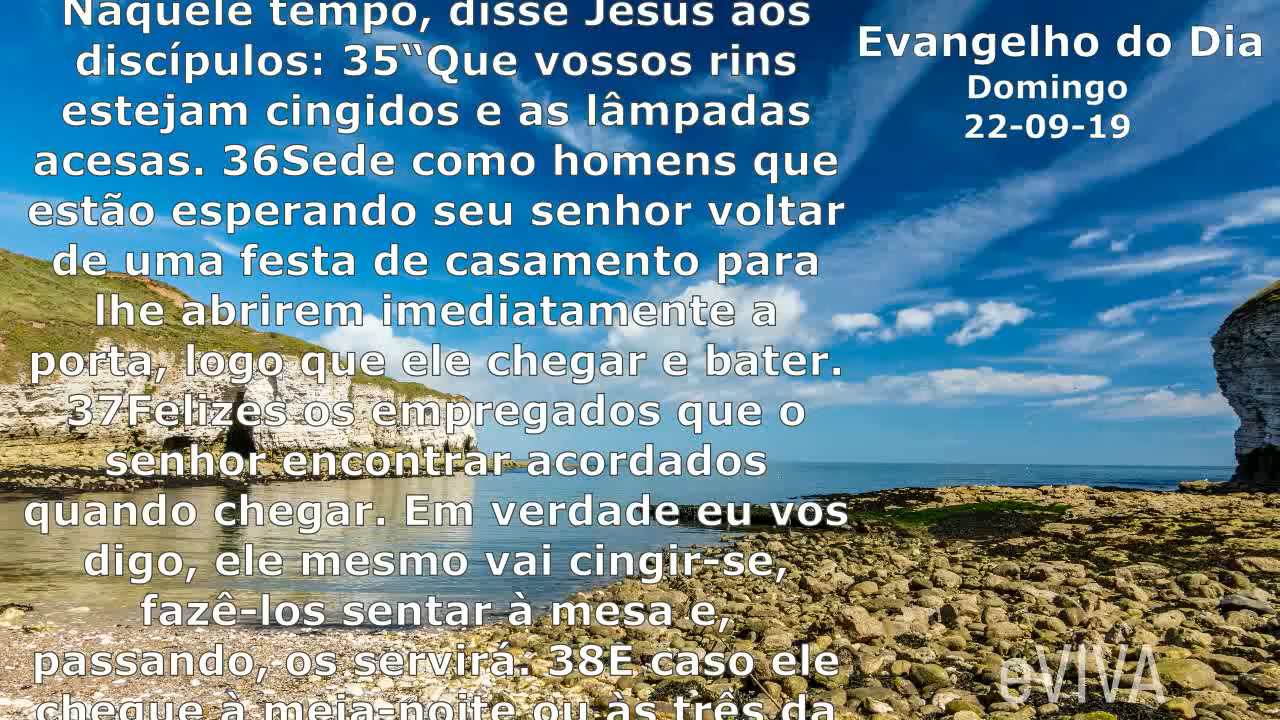 Naquele tempo, disse Jesus aos
discípulos: 35“Que vossos rins
estejam cingidos e as lâmpadas
acesas. 36Sede como homens que
estão esperando seu senhor voltar
de uma festa de casamento para
lhe abrirem imediatamente a
porta, logo que ele chegar e bater.
37Felizes os empregados que o
senhor encontrar acordados
quando chegar. Em verdade eu vos
digo, ele mesmo vai cingir-se,
fazê-los sentar à mesa e,
passando, os servirá. 38E caso ele
chegue à meia-noite ou às três da
Evangelho do Dia
Domingo
22-09-19
eVIVA